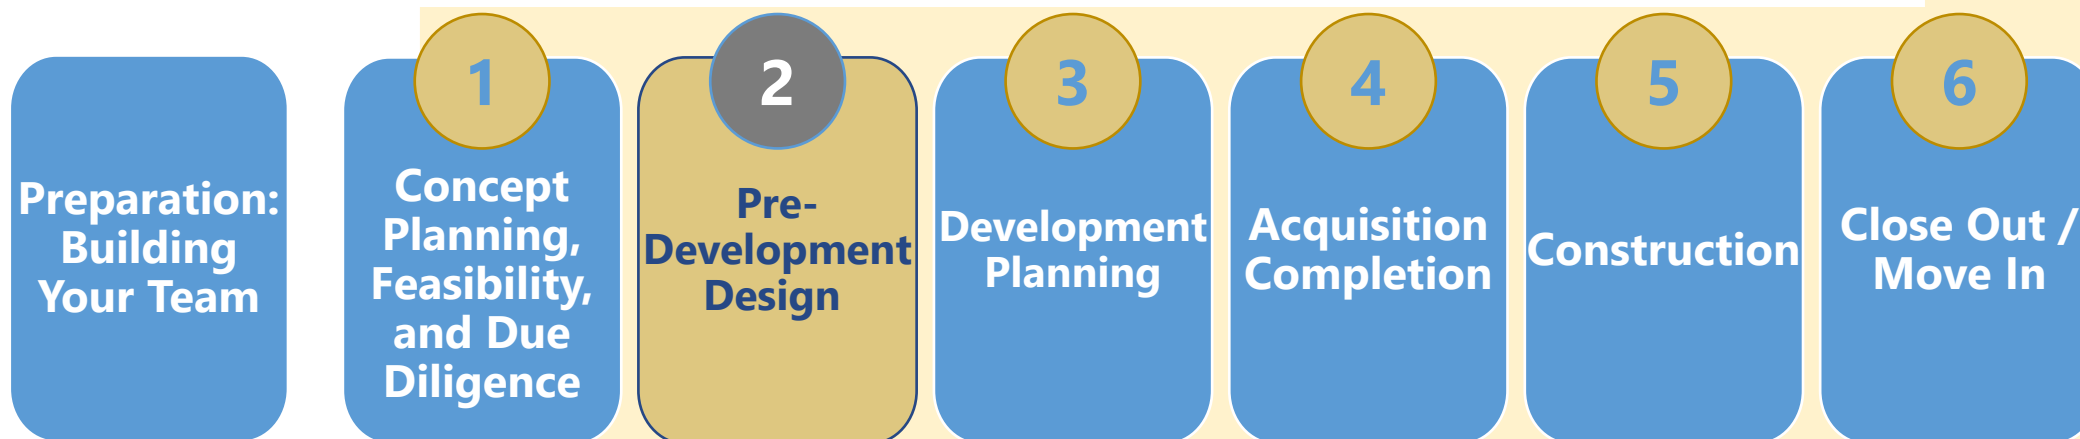 Preparation:
Building
Your Team
1
Concept
Planning,
Feasibility,
and Due
Diligence
2
Pre-
Development
Design
3
Development
Planning
4
Acquisition
Completion
5
Construction
6
Close Out /
Move In